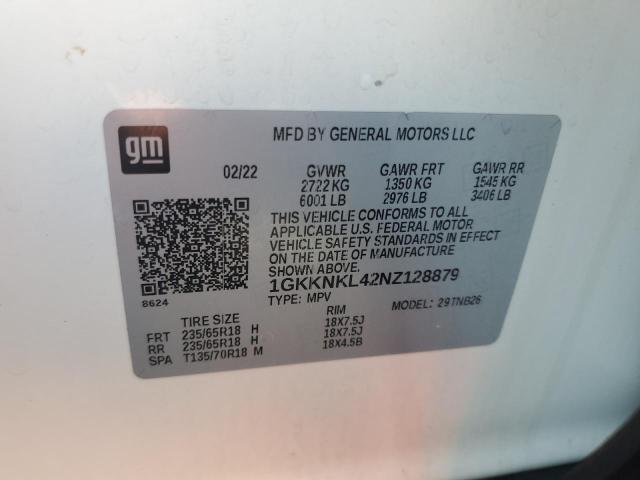 gm
MFD BY GENERAL MOTORS LLC
02/22 GVWR GAWR FRT GAWR RR
2722 KG 1350 KG 1545 KG
6001 LB 2976 LB 3406 LB
THIS VEHICLE CONFORMS TO ALL
APPLICABLE U.S. FEDERAL MOTOR
VEHICLE SAFETY STANDARDS IN EFFECT
ON THE DATE OF MANUFACTURE
SHOWN ABOVE.
1GKKNKL42NZ128879
8624
TYPE: MPV MODEL: 29TNB26
TIRE SIZE RIM
FRT 235/65R18 H 18X7.5J
RR 235/65R18 H 18X7.5J
SPA T135/70R18 M 18X4.5B